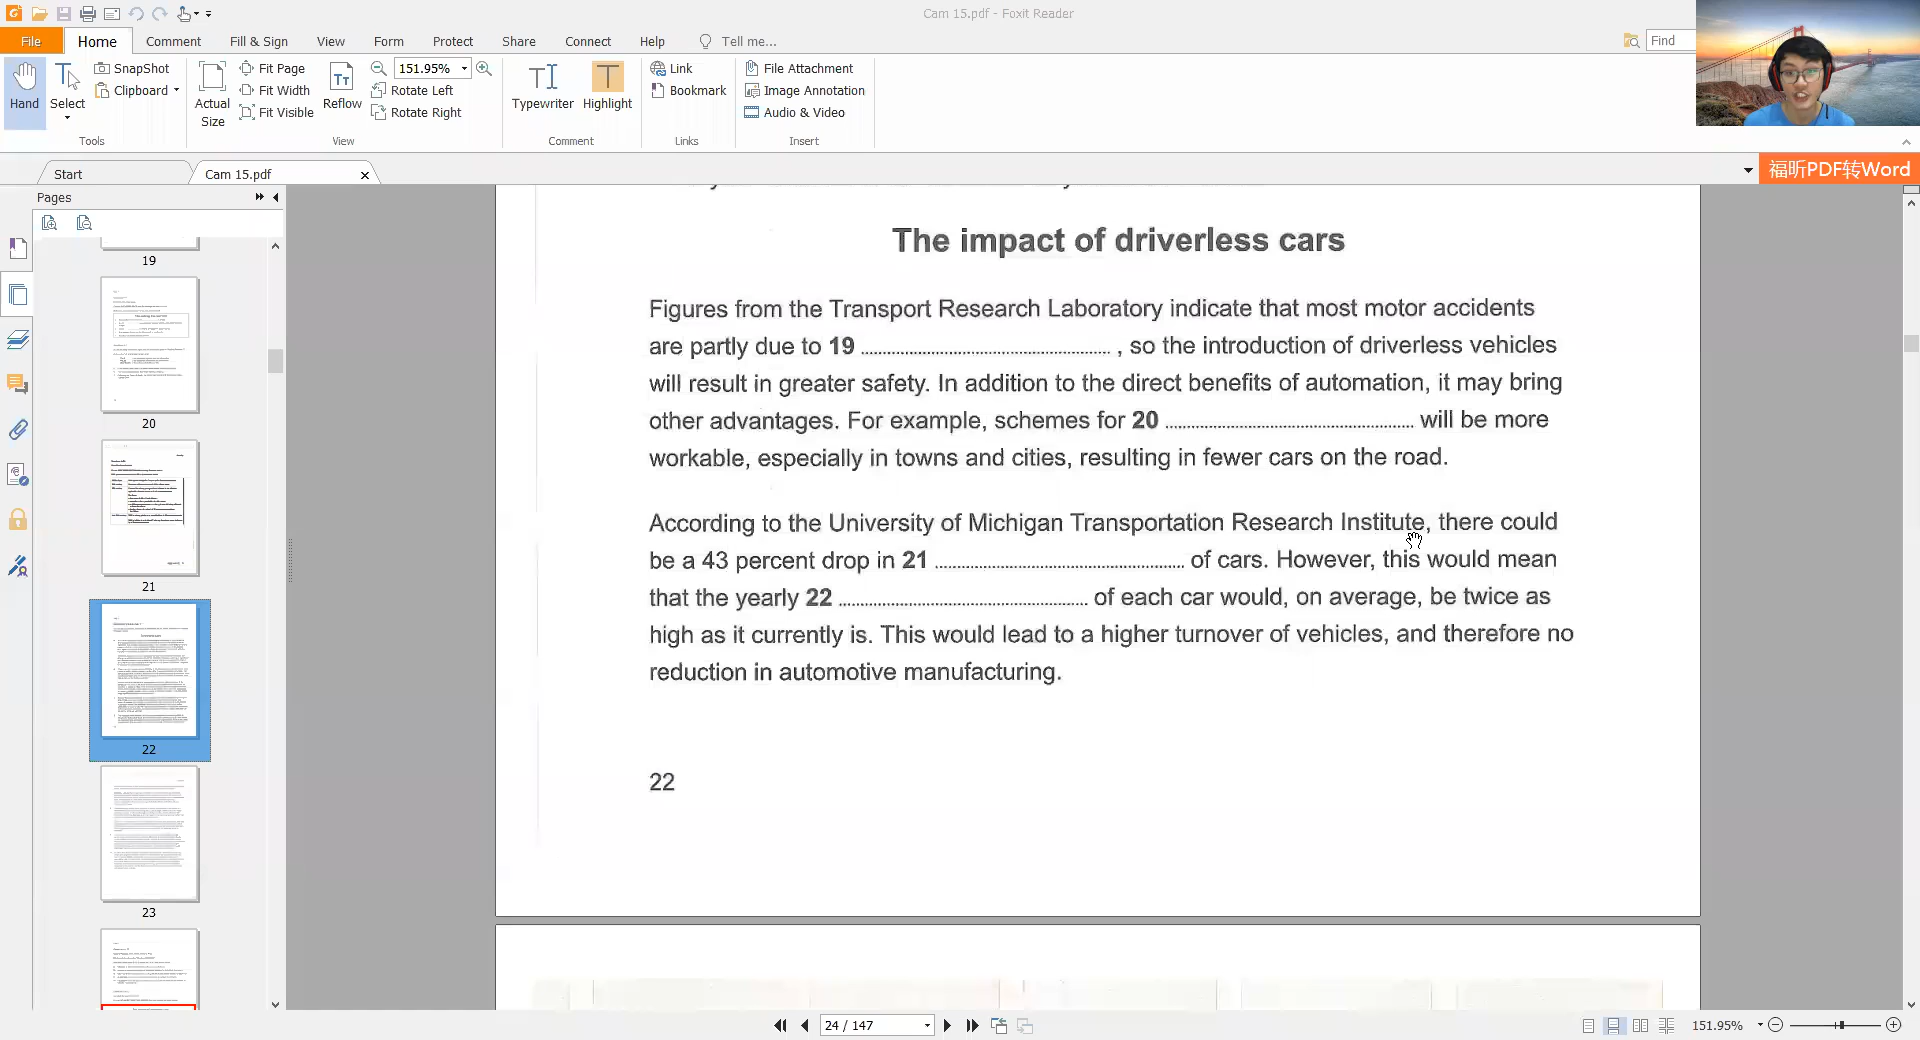 Cam 15.pdf - Foxit Reader
File Home Comment Fill & Sign View Form Protect Share Connect Help Tell me... Find
Hand
Select
SnapShot
Clipboard
Tools
Actual
Size
Fit Page
Fit Width
Fit Visible
Reflow
151.95%
Rotate Left
Rotate Right
View
Typewriter
Highlight
Comment
Link
Bookmark
Links
File Attachment
Image Annotation
Audio & Video
Insert
Start
Cam 15.pdf
福昕PDF转Word
Pages
19
20
21
22
23
The impact of driverless cars
Figures from the Transport Research Laboratory indicate that most motor accidents
are partly due to 19 ........................................ , so the introduction of driverless vehicles
will result in greater safety. In addition to the direct benefits of automation, it may bring
other advantages. For example, schemes for 20 ........................................ will be more
workable, especially in towns and cities, resulting in fewer cars on the road.
According to the University of Michigan Transportation Research Institute, there could
be a 43 percent drop in 21 ........................................ of cars. However, this would mean
that the yearly 22 ........................................ of each car would, on average, be twice as
high as it currently is. This would lead to a higher turnover of vehicles, and therefore no
reduction in automotive manufacturing.
22
24 / 147
151.95%